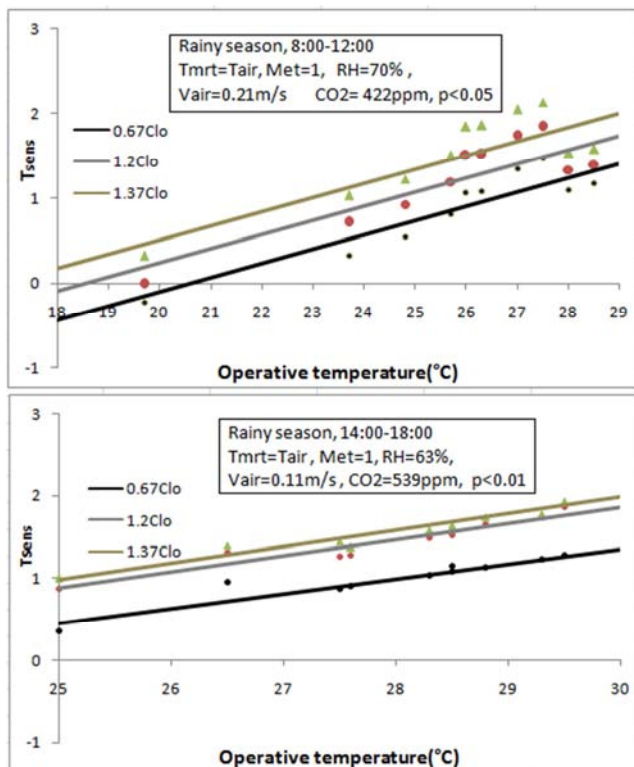 3
Rainy season, 8:00-12:00
Tmrt=Tair, Met=1, RH=70% ,
Vair=0.21m/s CO2= 422ppm, p<0.05
2
0.67Clo
1.2Clo
1.37Clo
Tsens
1
0
18 19 20 21 22 23 24 25 26 27 28 29
-1
Operative temperature(°C)
3
Rainy season, 14:00-18:00
Tmrt=Tair , Met=1, RH=63%,
Vair=0.11m/s , CO2=539ppm, p<0.01
2
0.67Clo
1.2Clo
1.37Clo
Tsens
1
0
25 26 27 28 29 30
-1
Operative temperature(°C)